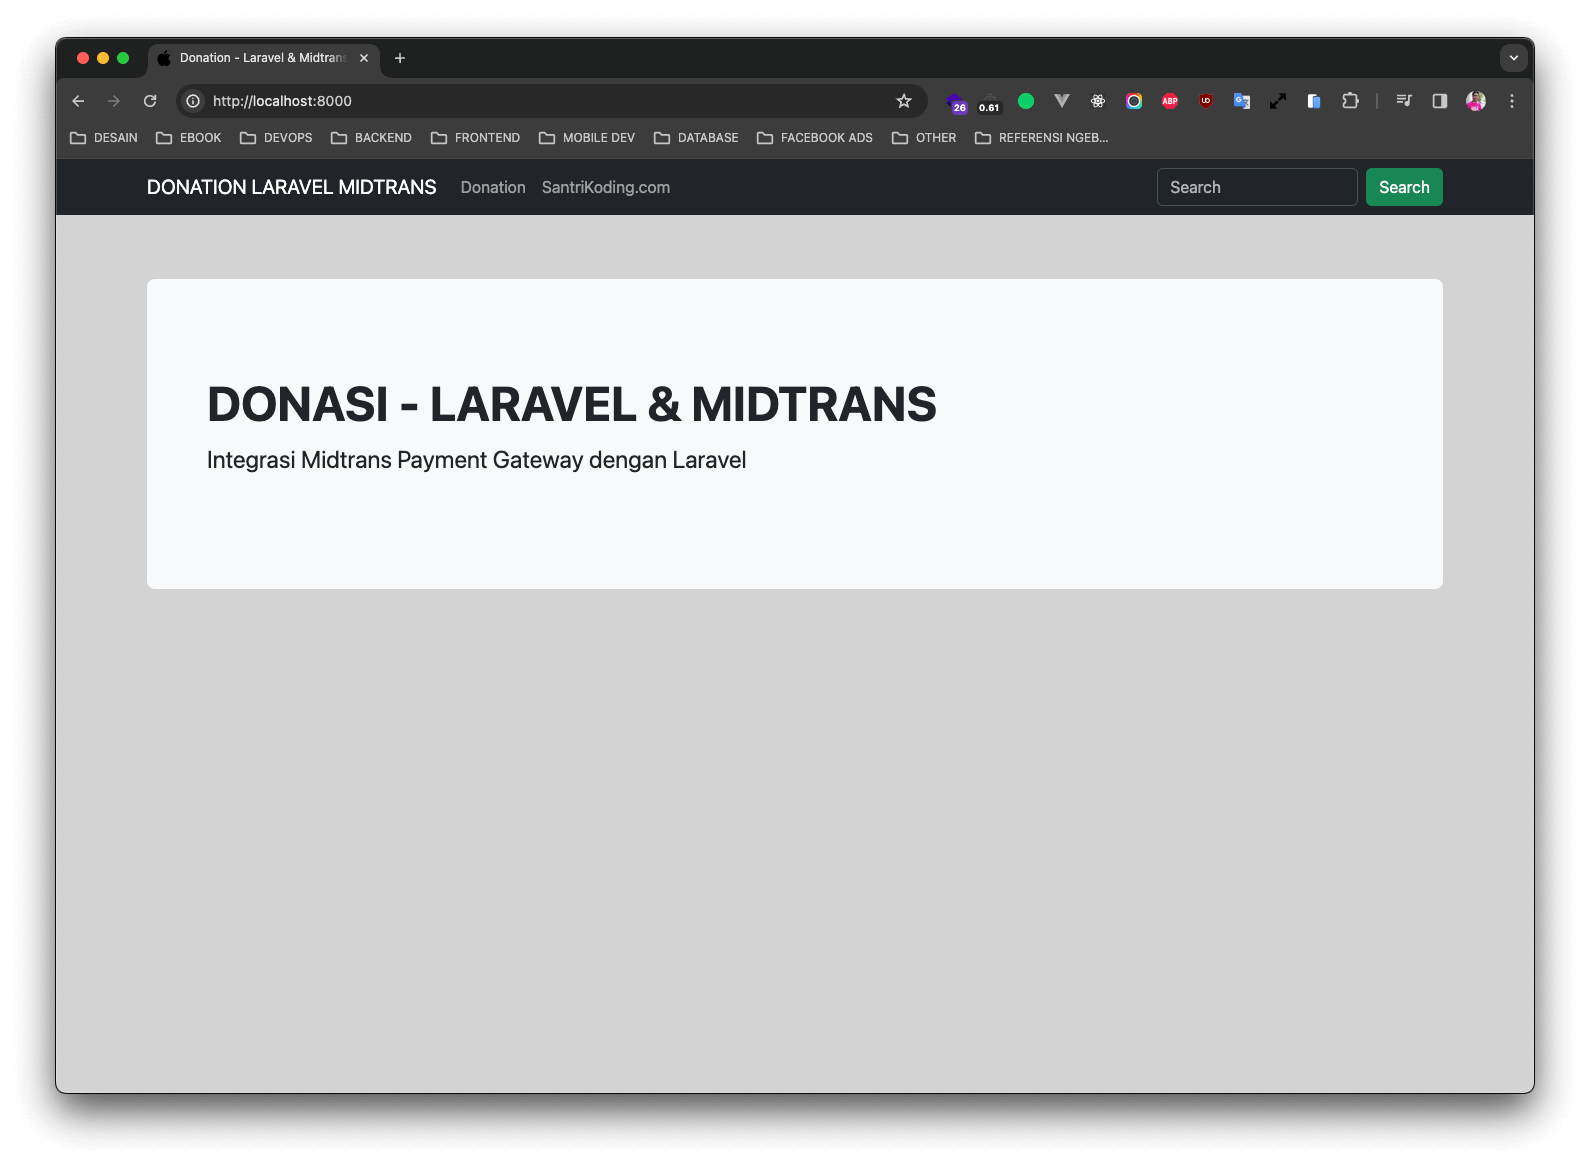 Donation - Laravel & Midtrans
http://localhost:8000
26
0.61
ABP
DESAIN EBOOK DEVOPS BACKEND FRONTEND MOBILE DEV DATABASE FACEBOOK ADS OTHER REFERENSI NGEB...
DONATION LARAVEL MIDTRANS Donation SantriKoding.com Search Search
DONASI - LARAVEL & MIDTRANS
Integrasi Midtrans Payment Gateway dengan Laravel